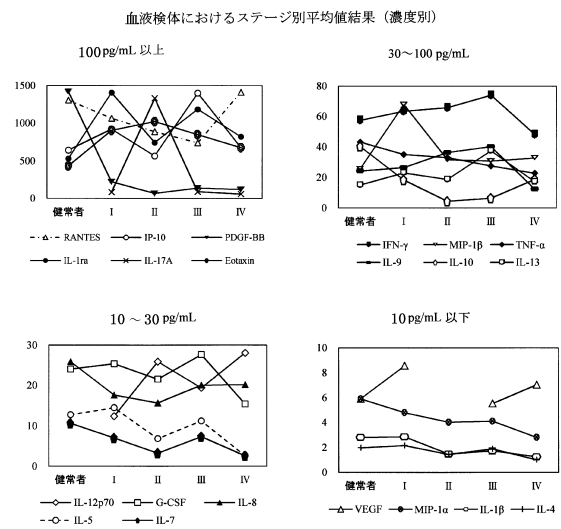 血液検体におけるステージ別平均値結果（濃度別）
100pg/mL 以上
1500
1000
500
0
健常者 I II III IV
RANTES IP-10 PDGF-BB
IL-1ra IL-17A Eotaxin
30～100 pg/mL
80
60
40
20
0
健常者 I II III IV
IFN-γ MIP-1β TNF-α
IL-9 IL-10 IL-13
10 ～ 30 pg/mL
30
20
10
0
健常者 I II III IV
IL-12p70 G-CSF IL-8
IL-5 IL-7
10pg/mL 以下
10
8
6
4
2
0
健常者 I II III IV
VEGF MIP-1α IL-1β IL-4